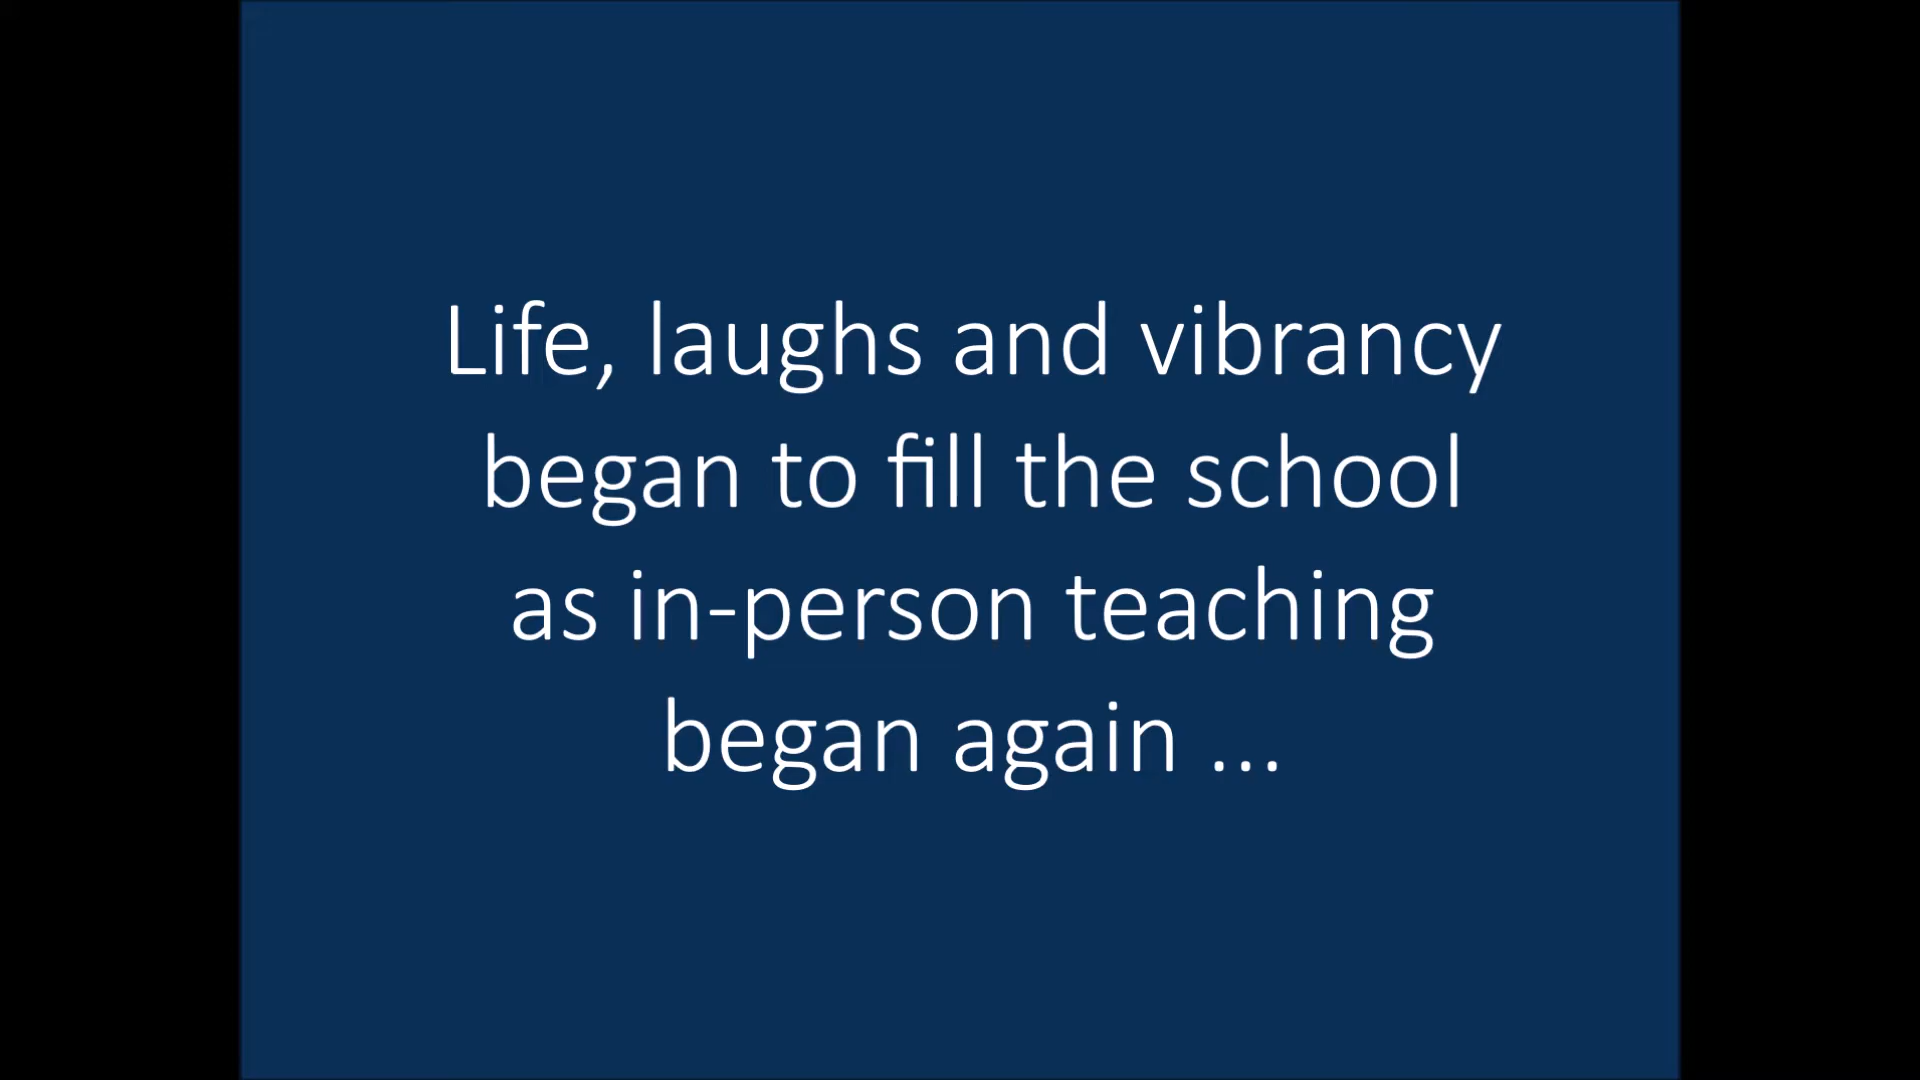 Life, laughs and vibrancy
began to fill the school
as in-person teaching
began again ...